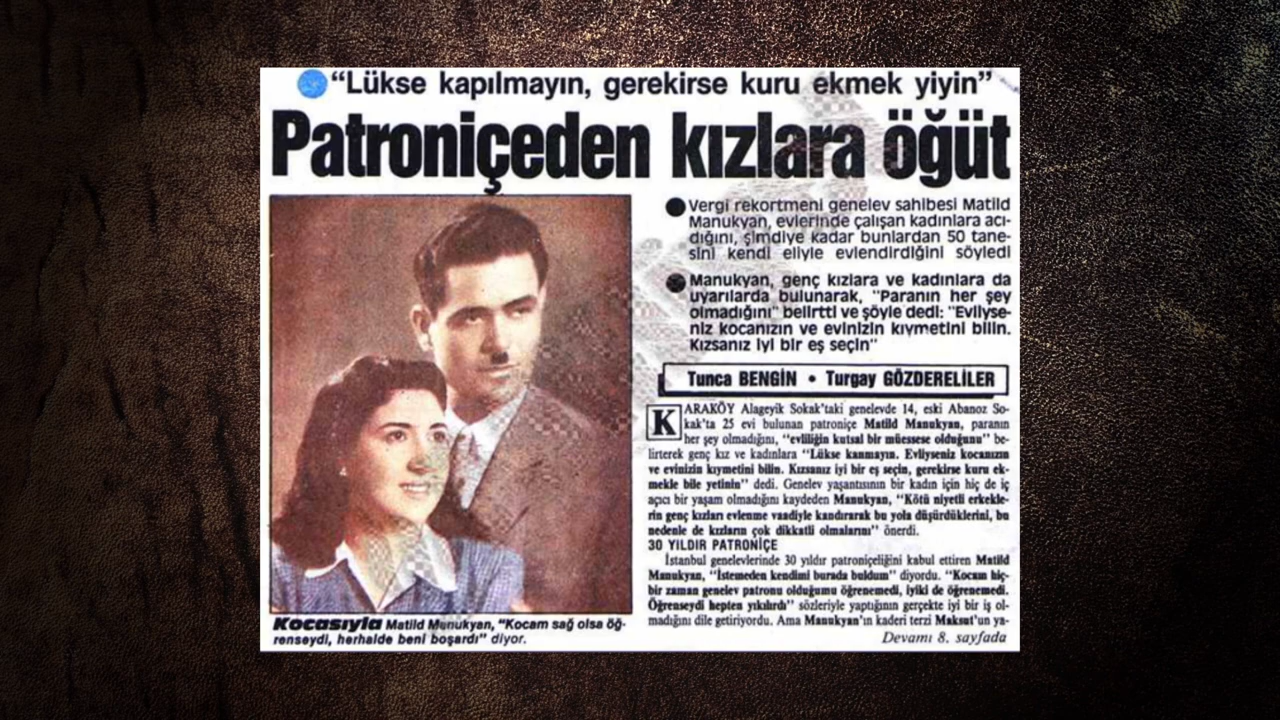 "Lükse kapılmayın, gerekirse kuru ekmek yiyin"
Patroniçeden kızlara öğüt
Vergi rekortmeni genelev sahibesi Matild
Manukyan, evlerinde çalışan kadınlara acı-
dığını, şimdiye kadar bunlardan 50 tane-
sini kendi eliyle evlendirdiğini söyledi
Manukyan, genç kızlara ve kadınlara da
uyarılarda bulunarak, "Paranın her şey
olmadığını" belirtti ve şöyle dedi: "Evliyse-
niz kocanızın ve evinizin kıymetini bilin.
Kızsanız iyi bir eş seçin"
Tunca BENGİN • Turgay GÖZDERELİLER
KARAKÖY Alageyik Sokak'taki genelevde 14, eski Abanoz So-
kak'ta 25 evi bulunan patroniçe Matild Manukyan, paranın
her şey olmadığını, "evliliğin kutsal bir müessese olduğunu" be-
lirterek genç kız ve kadınlara "Lükse kanmayın. Evliyseniz kocanızın
ve evinizin kıymetini bilin. Kızsanız iyi bir eş seçin, gerekirse kuru ek-
mekle bile yetinin" dedi. Genelev yaşantısının bir kadın için hiç de iç
açıcı bir yaşam olmadığını kaydeden Manukyan, "Kötü niyetli erkekle-
rin genç kızları evlenme vaadiyle kandırarak bu yola düşürdüklerini, bu
nedenle de kızların çok dikkatli olmalarını" önerdi.
30 YILDIR PATRONİÇE
İstanbul genelevlerinde 30 yıldır patroniçeliğini kabul ettiren Matild
Manukyan, "İstemeden kendimi burada buldum" diyordu. "Kocam hiç-
bir zaman genelev patronu olduğumu öğrenemedi, iyiki de öğrenemedi.
Öğrenseydi hepten yıkılırdı" sözleriyle yaptığının gerçekte iyi bir iş ol-
madığını dile getiriyordu. Ama Manukyan'ın kaderi terzi Maksut'un ya-
Devamı 8. sayfada
Kocasıyla Matild Manukyan, "Kocam sağ olsa öğ-
renseydi, herhalde beni boşardı" diyor.